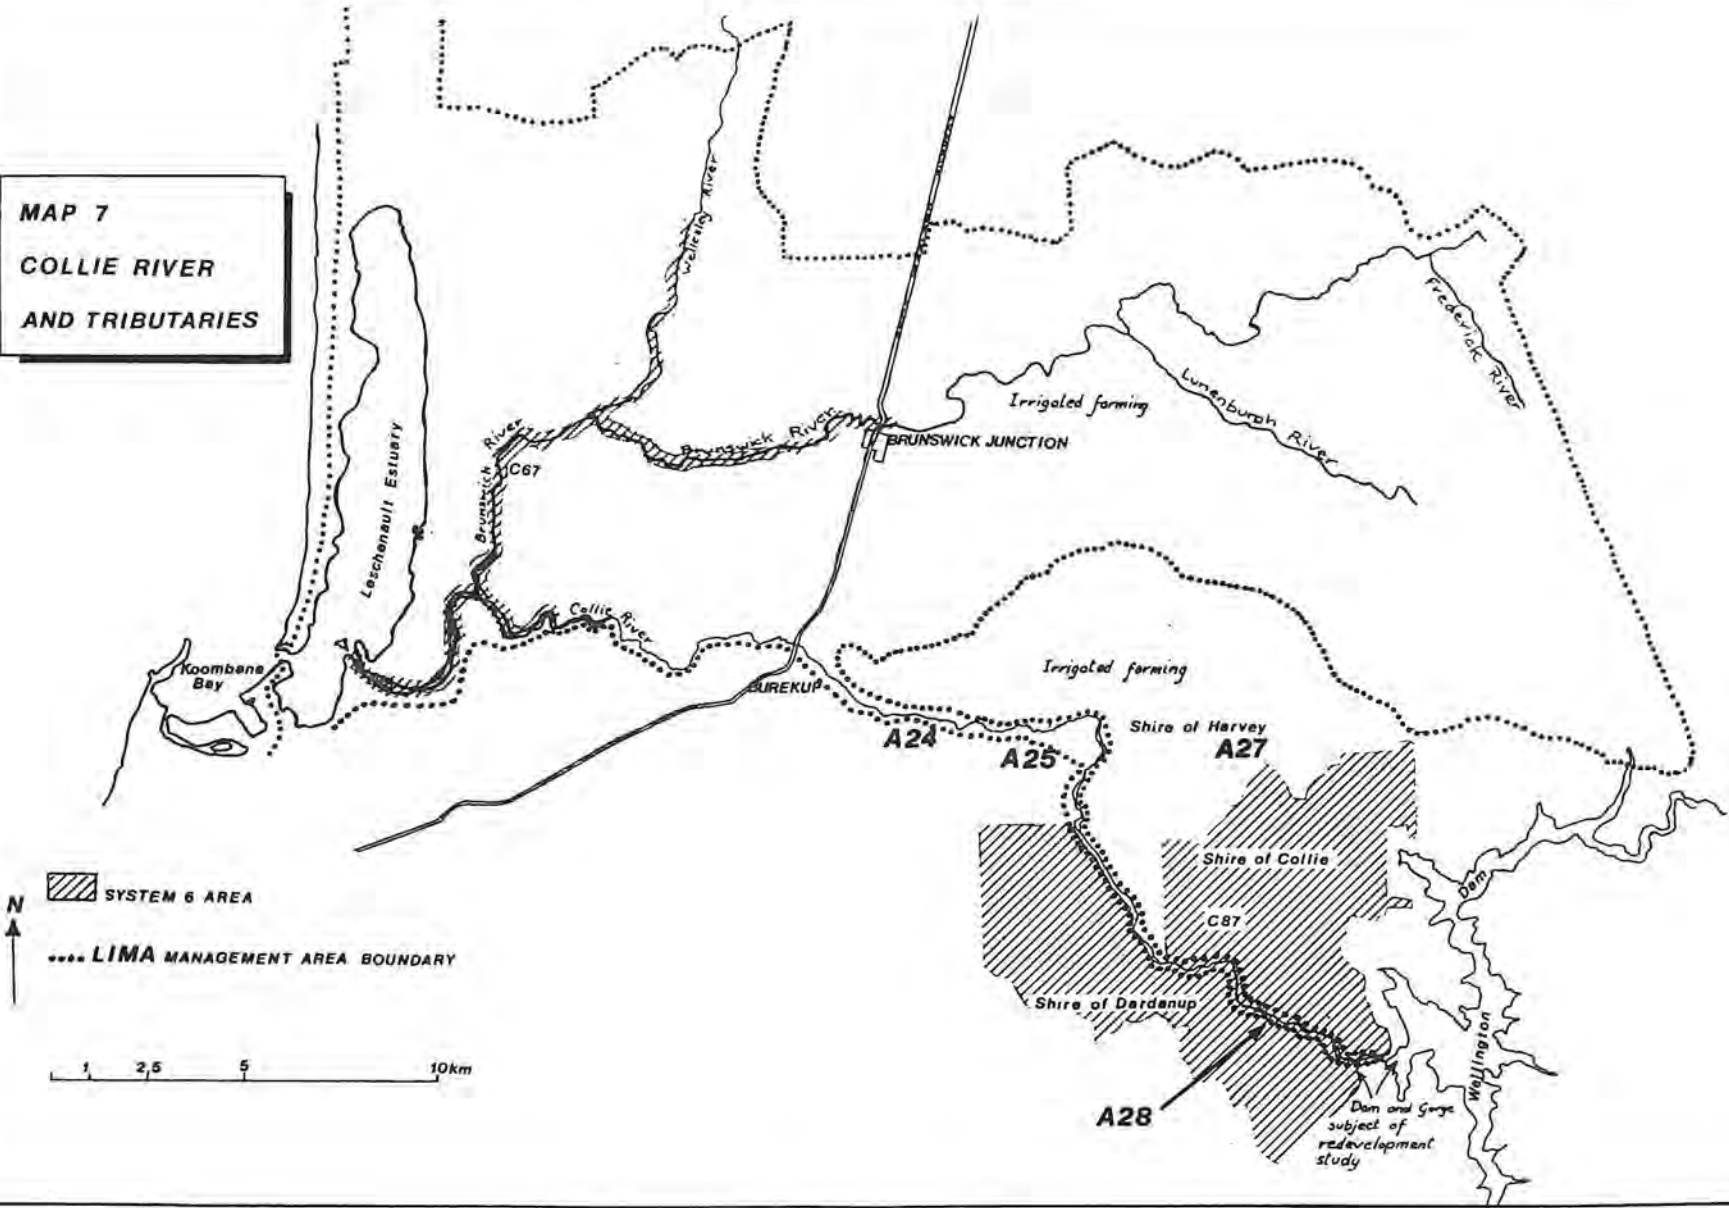 MAP 7
COLLIE RIVER
AND TRIBUTARIES
Wellesley River
Frederick River
Lunenburgh River
Irrigated farming
BRUNSWICK JUNCTION
Brunswick River
Brunswick River
C67
Leschenault Estuary
Collie River
Koombana
Bay
BUREKUP
Irrigated farming
Shire of Harvey
A24
A25
A27
Shire of Collie
C87
Shire of Dardanup
Wellington Dam
A28
Dam and Gorge
subject of
redevelopment
study
N
SYSTEM 6 AREA
LIMA MANAGEMENT AREA BOUNDARY
1 2,5 5 10km